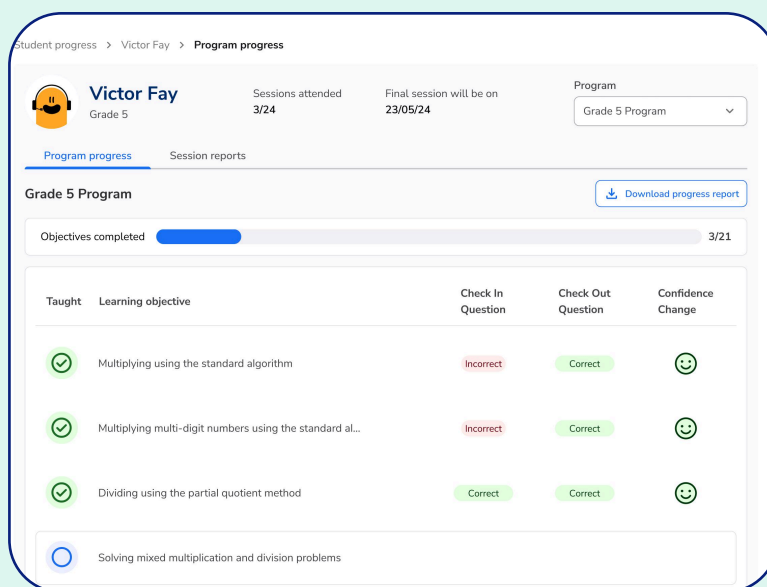 Student progress > Victor Fay > Program progress
Victor Fay
Grade 5
Sessions attended
3/24
Final session will be on
23/05/24
Program
Grade 5 Program
Program progress
Session reports
Grade 5 Program
Download progress report
Objectives completed
3/21
Taught
Learning objective
Check In
Question
Check Out
Question
Confidence
Change
Multiplying using the standard algorithm
Incorrect
Correct
Multiplying multi-digit numbers using the standard al...
Incorrect
Correct
Dividing using the partial quotient method
Correct
Correct
Solving mixed multiplication and division problems